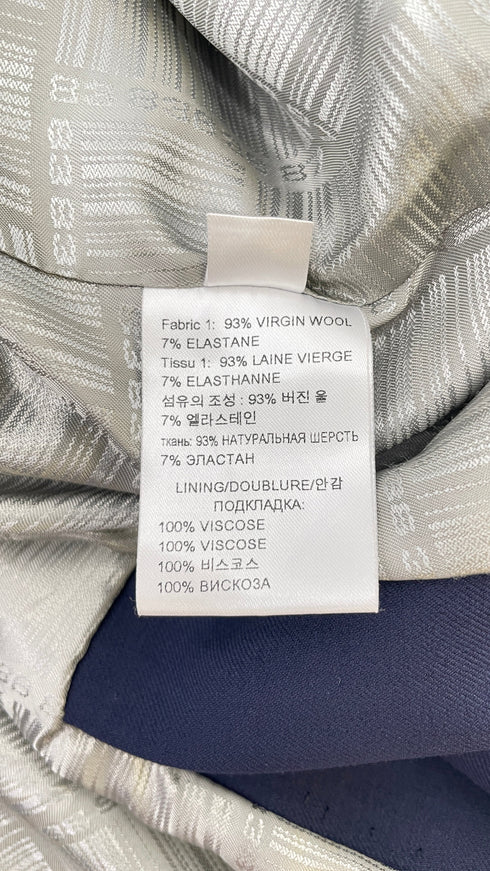 Fabric 1: 93% VIRGIN WOOL
7% ELASTANE
Tissu 1: 93% LAINE VIERGE
7% ELASTHANNE
섬유의 조성 : 93% 버진 울
7% 엘라스테인
ткань: 93% НАТУРАЛЬНАЯ ШЕРСТЬ
7% ЭЛАСТАН
LINING/DOUBLURE/안감
ПОДКЛАДКА:
100% VISCOSE
100% VISCOSE
100% 비스코스
100% ВИСКОЗА